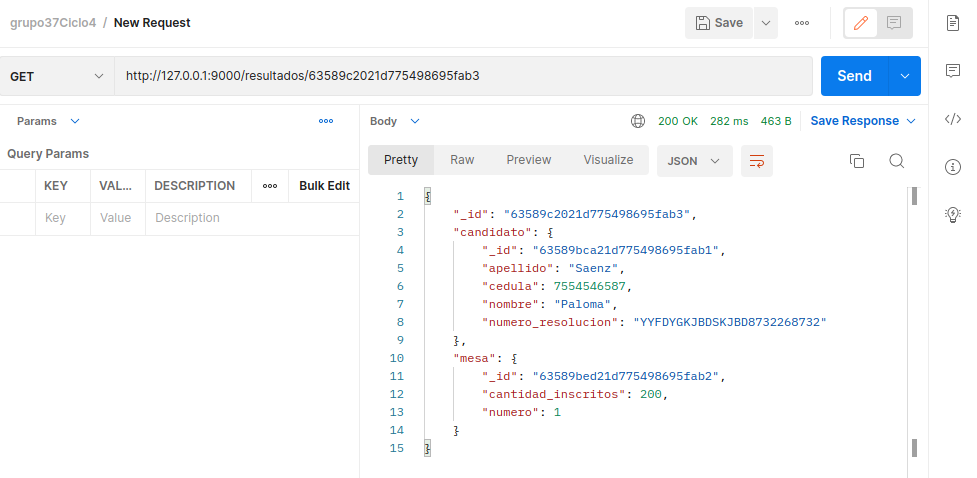 grupo37Ciclo4 / New Request
Save
GET
http://127.0.0.1:9000/resultados/63589c2021d775498695fab3
Send
Params
Query Params
KEY VAL... DESCRIPTION Bulk Edit
Key Value Description
Body 200 OK 282 ms 463 B Save Response
Pretty Raw Preview Visualize JSON
1 {
2 "_id": "63589c2021d775498695fab3",
3 "candidato": {
4 "_id": "63589bca21d775498695fab1",
5 "apellido": "Saenz",
6 "cedula": 7554546587,
7 "nombre": "Paloma",
8 "numero_resolucion": "YYFDYGKJBDSKJBD8732268732"
9 },
10 "mesa": {
11 "_id": "63589bed21d775498695fab2",
12 "cantidad_inscritos": 200,
13 "numero": 1
14 }
15 }